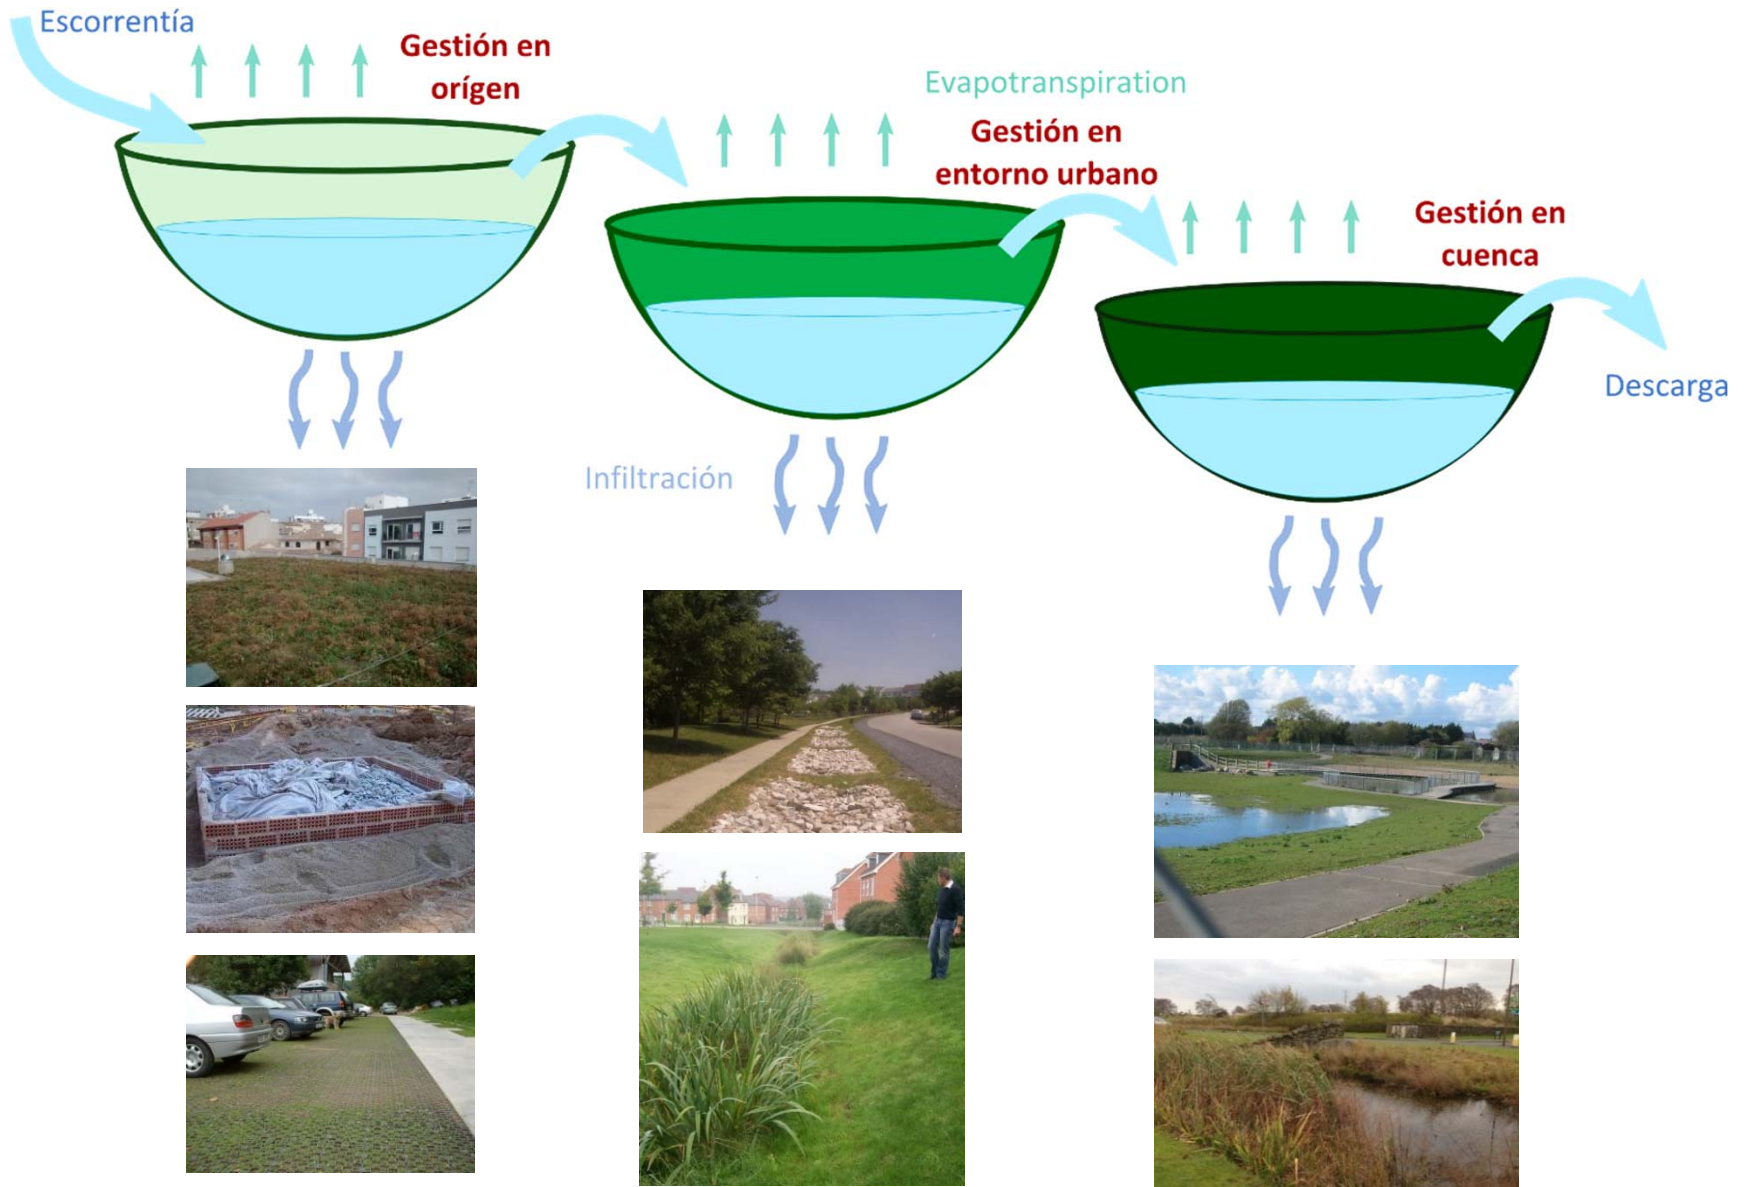 Escorrentía
Gestión en
orígen
Evapotranspiration
Gestión en
entorno urbano
Gestión en
cuenca
Descarga
Infiltración